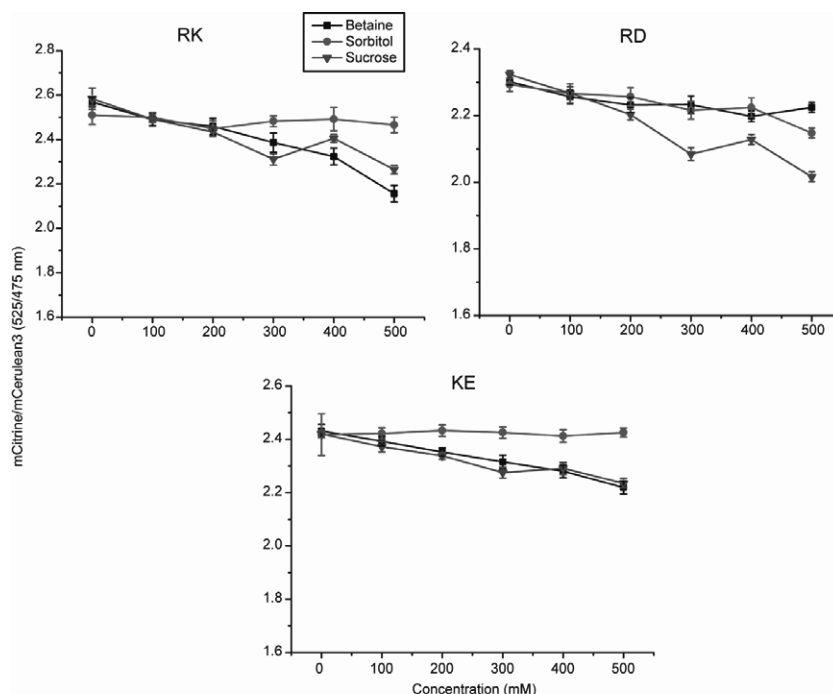 RK
Betaine
Sorbitol
Sucrose
RD
2.8
2.6
2.4
2.2
2.0
1.8
1.6
0 100 200 300 400 500
2.4
2.2
2.0
1.8
1.6
0 100 200 300 400 500
mCitrine/mCerulean3 (525/475 nm)
KE
2.6
2.4
2.2
2.0
1.8
1.6
0 100 200 300 400 500
Concentration (mM)